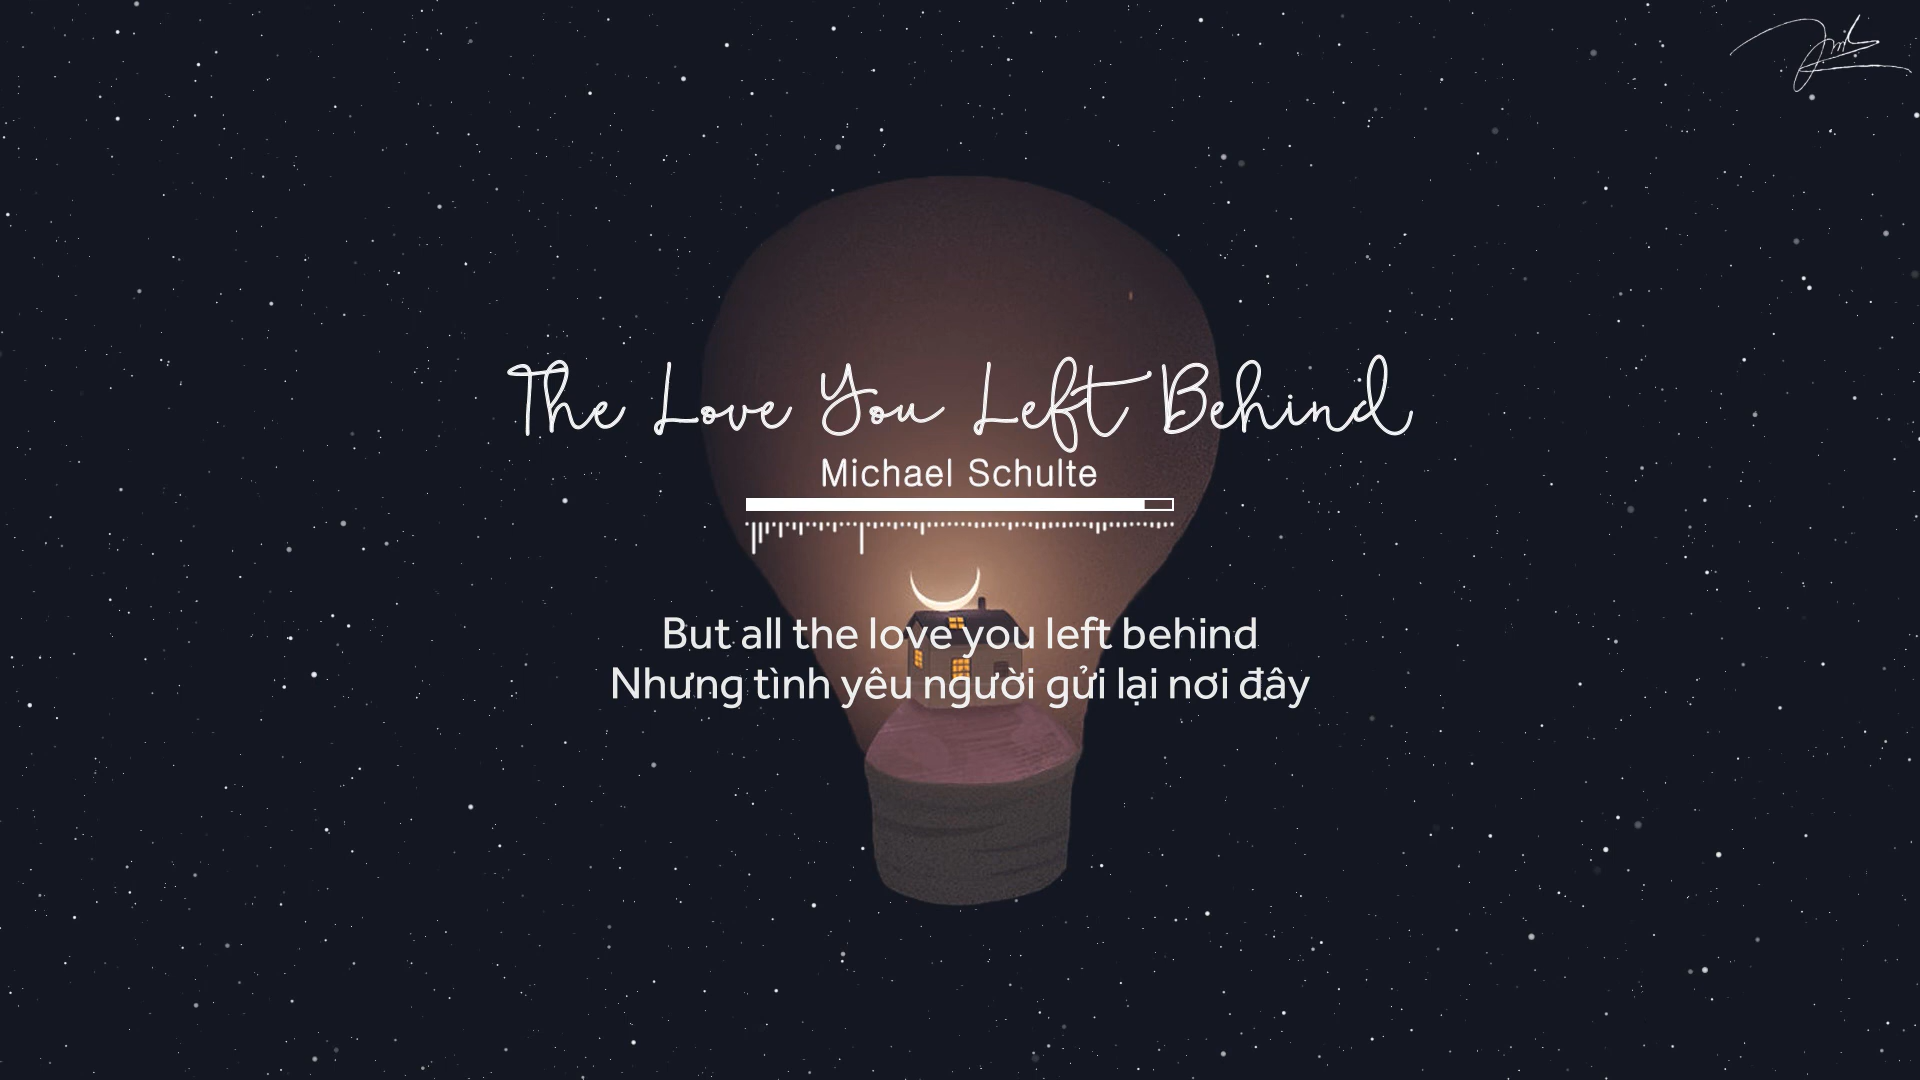 The Love You Left Behind
Michael Schulte
But all the love you left behind
Nhưng tình yêu người gửi lại nơi đây